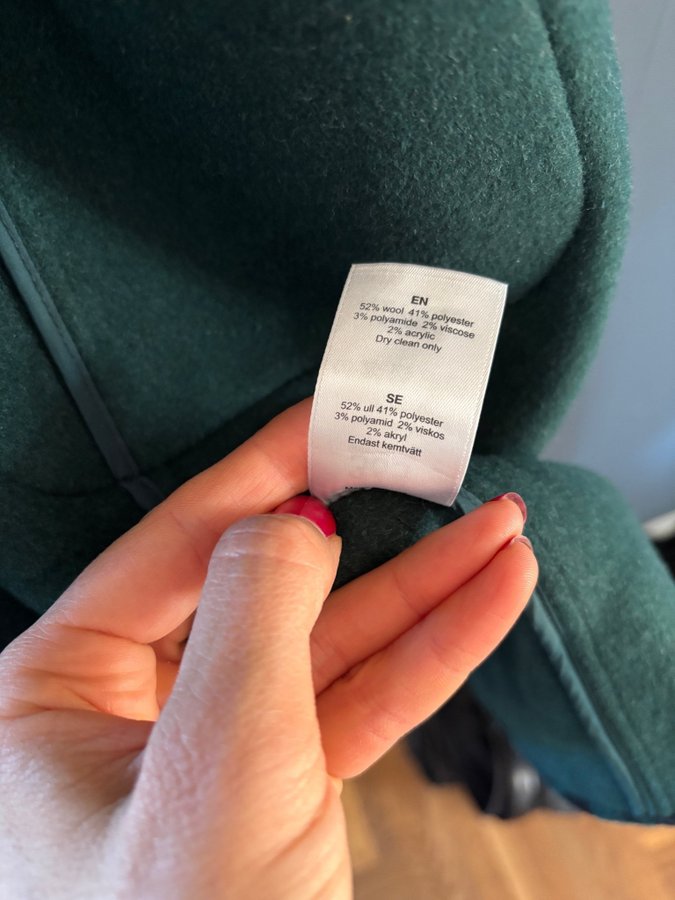 EN
52% wool 41% polyester
3% polyamide 2% viscose
2% acrylic
Dry clean only
SE
52% ull 41% polyester
3% polyamid 2% viskos
2% akryl
Endast kemtvätt